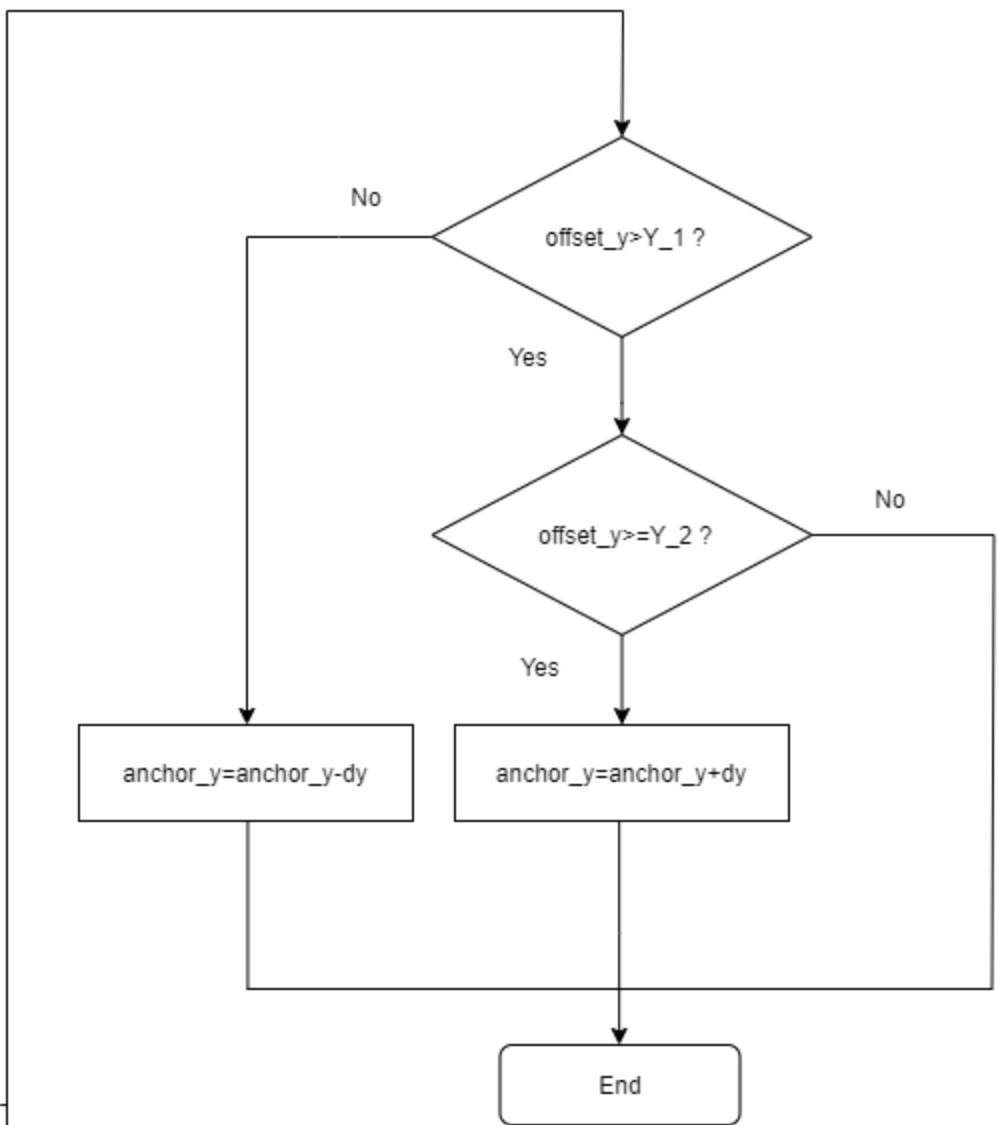 No
offset_y>Y_1 ?
Yes
No
offset_y>=Y_2 ?
Yes
anchor_y=anchor_y-dy
anchor_y=anchor_y+dy
End